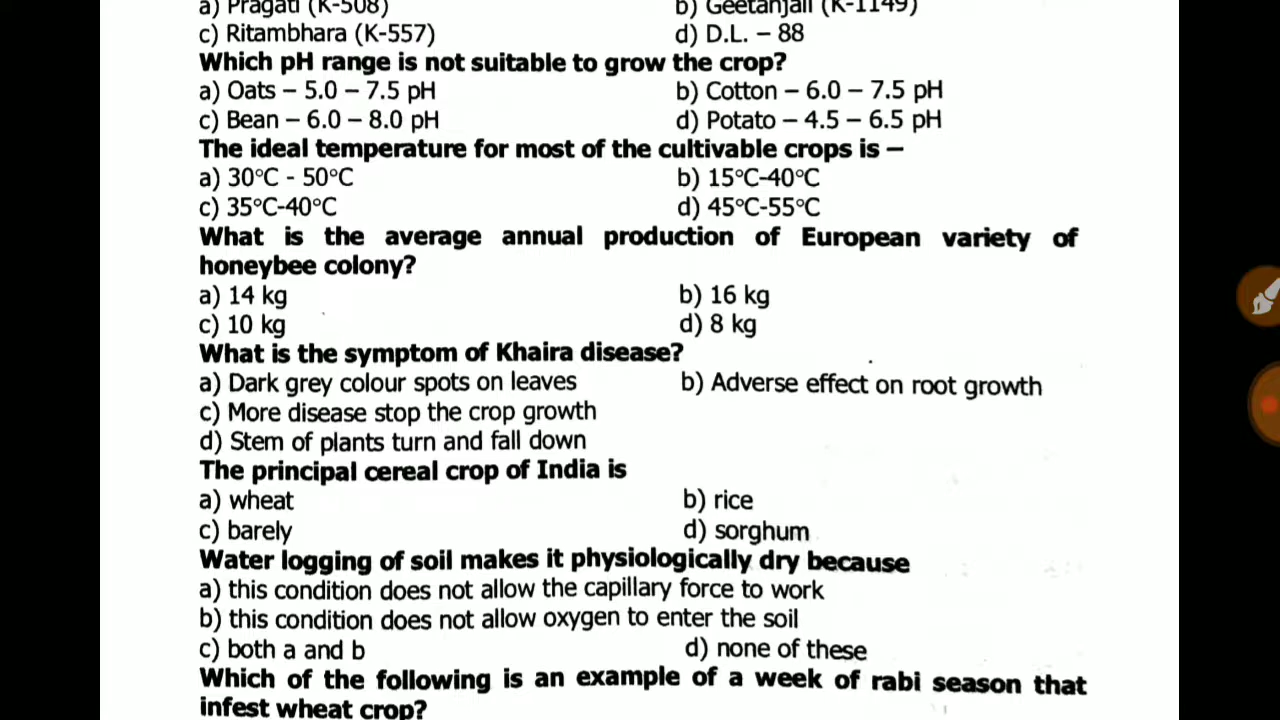 a) Pragati (K-508) b) Geetanjali (K-1149)
c) Ritambhara (K-557) d) D.L. – 88
Which pH range is not suitable to grow the crop?
a) Oats – 5.0 – 7.5 pH b) Cotton – 6.0 – 7.5 pH
c) Bean – 6.0 – 8.0 pH d) Potato – 4.5 – 6.5 pH
The ideal temperature for most of the cultivable crops is –
a) 30°C - 50°C b) 15°C-40°C
c) 35°C-40°C d) 45°C-55°C
What is the average annual production of European variety of
honeybee colony?
a) 14 kg b) 16 kg
c) 10 kg d) 8 kg
What is the symptom of Khaira disease?
a) Dark grey colour spots on leaves b) Adverse effect on root growth
c) More disease stop the crop growth
d) Stem of plants turn and fall down
The principal cereal crop of India is
a) wheat b) rice
c) barely d) sorghum
Water logging of soil makes it physiologically dry because
a) this condition does not allow the capillary force to work
b) this condition does not allow oxygen to enter the soil
c) both a and b d) none of these
Which of the following is an example of a week of rabi season that
infest wheat crop?